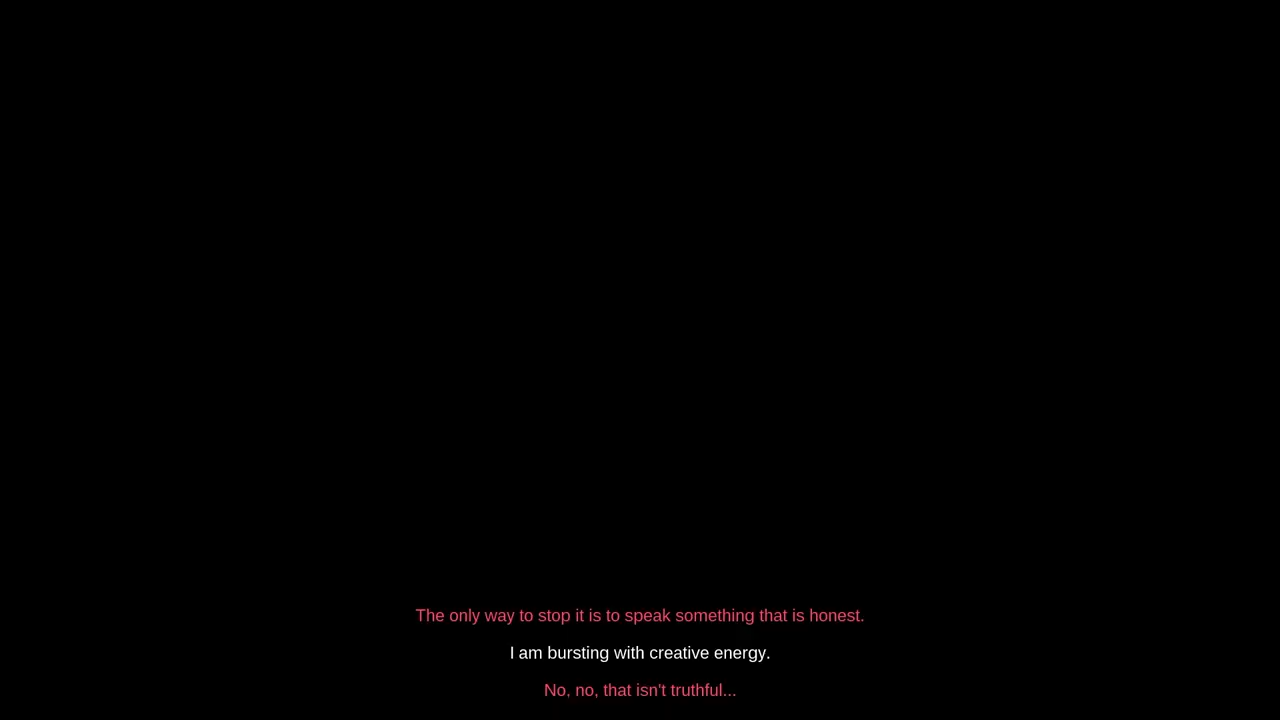 The only way to stop it is to speak something that is honest.
I am bursting with creative energy.
No, no, that isn't truthful...